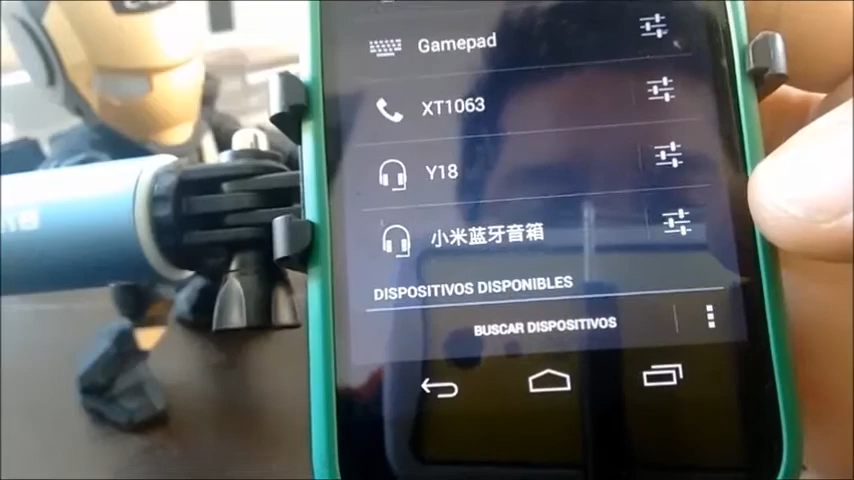 Gamepad
XT1063
Y18
小米蓝牙音箱
DISPOSITIVOS DISPONIBLES
BUSCAR DISPOSITIVOS